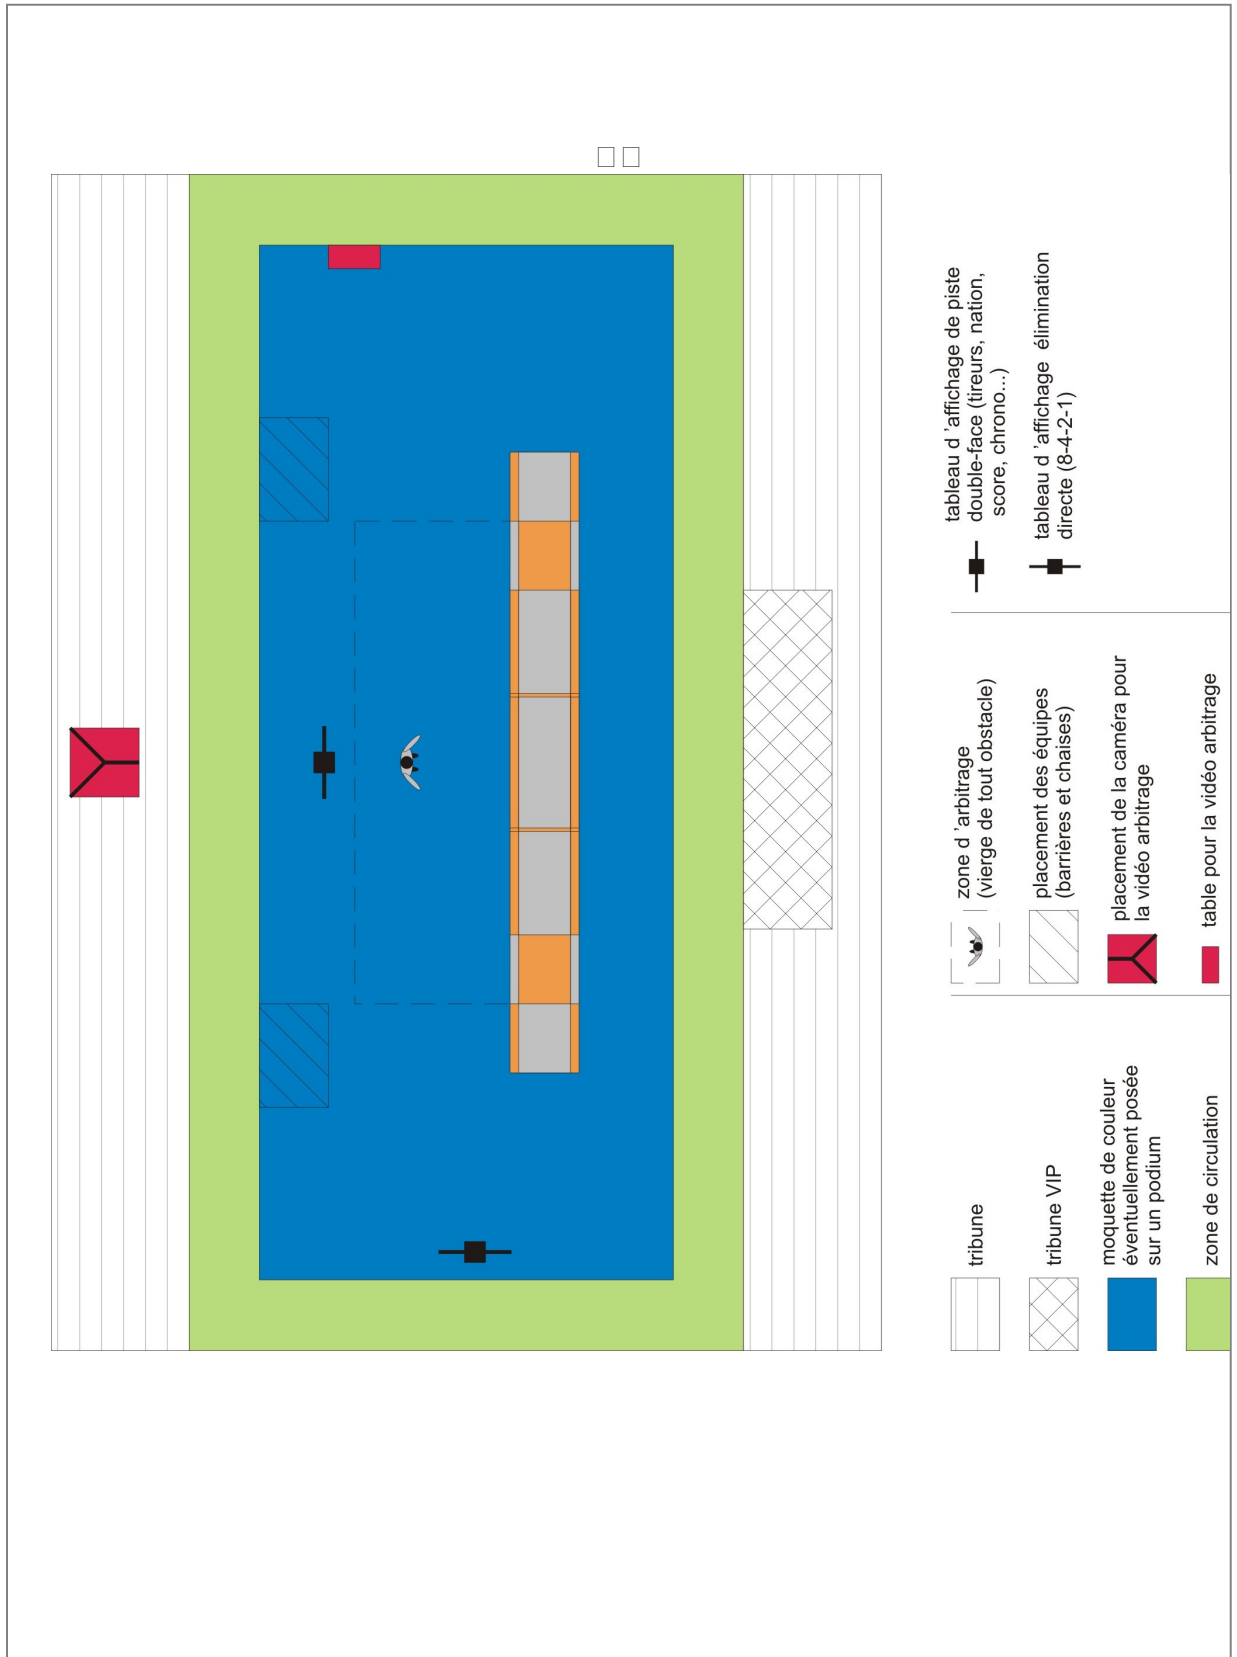 tribune
tribune VIP
moquette de couleur
éventuellement posée
sur un podium
zone de circulation
zone d 'arbitrage
(vierge de tout obstacle)
placement des équipes
(barrières et chaises)
placement de la caméra pour
la vidéo arbitrage
table pour la vidéo arbitrage
tableau d 'affichage de piste
double-face (tireurs, nation,
score, chrono...)
tableau d 'affichage élimination
directe (8-4-2-1)